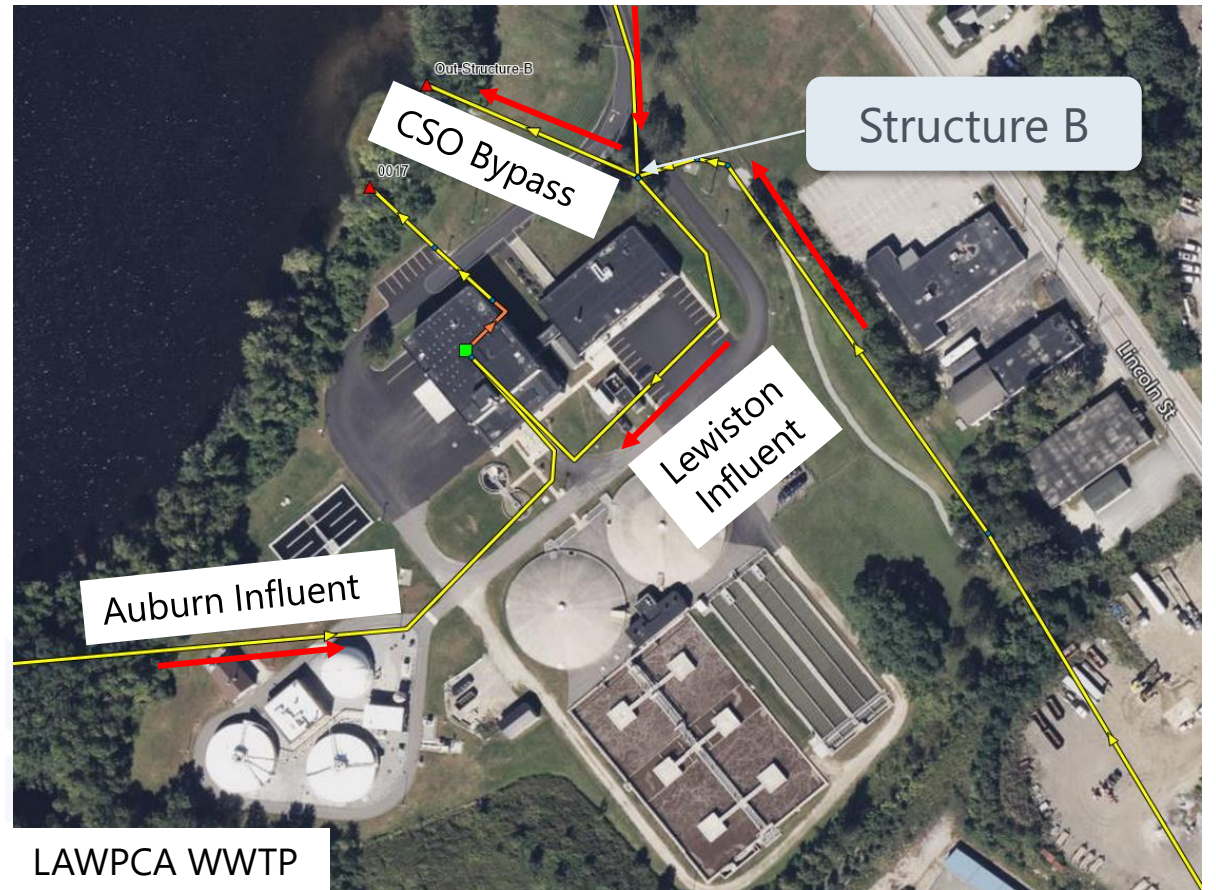 Out-Structure-B
CSO Bypass
Structure B
0017
Lincoln St
Lewiston
Influent
Auburn Influent
LAWPCA WWTP